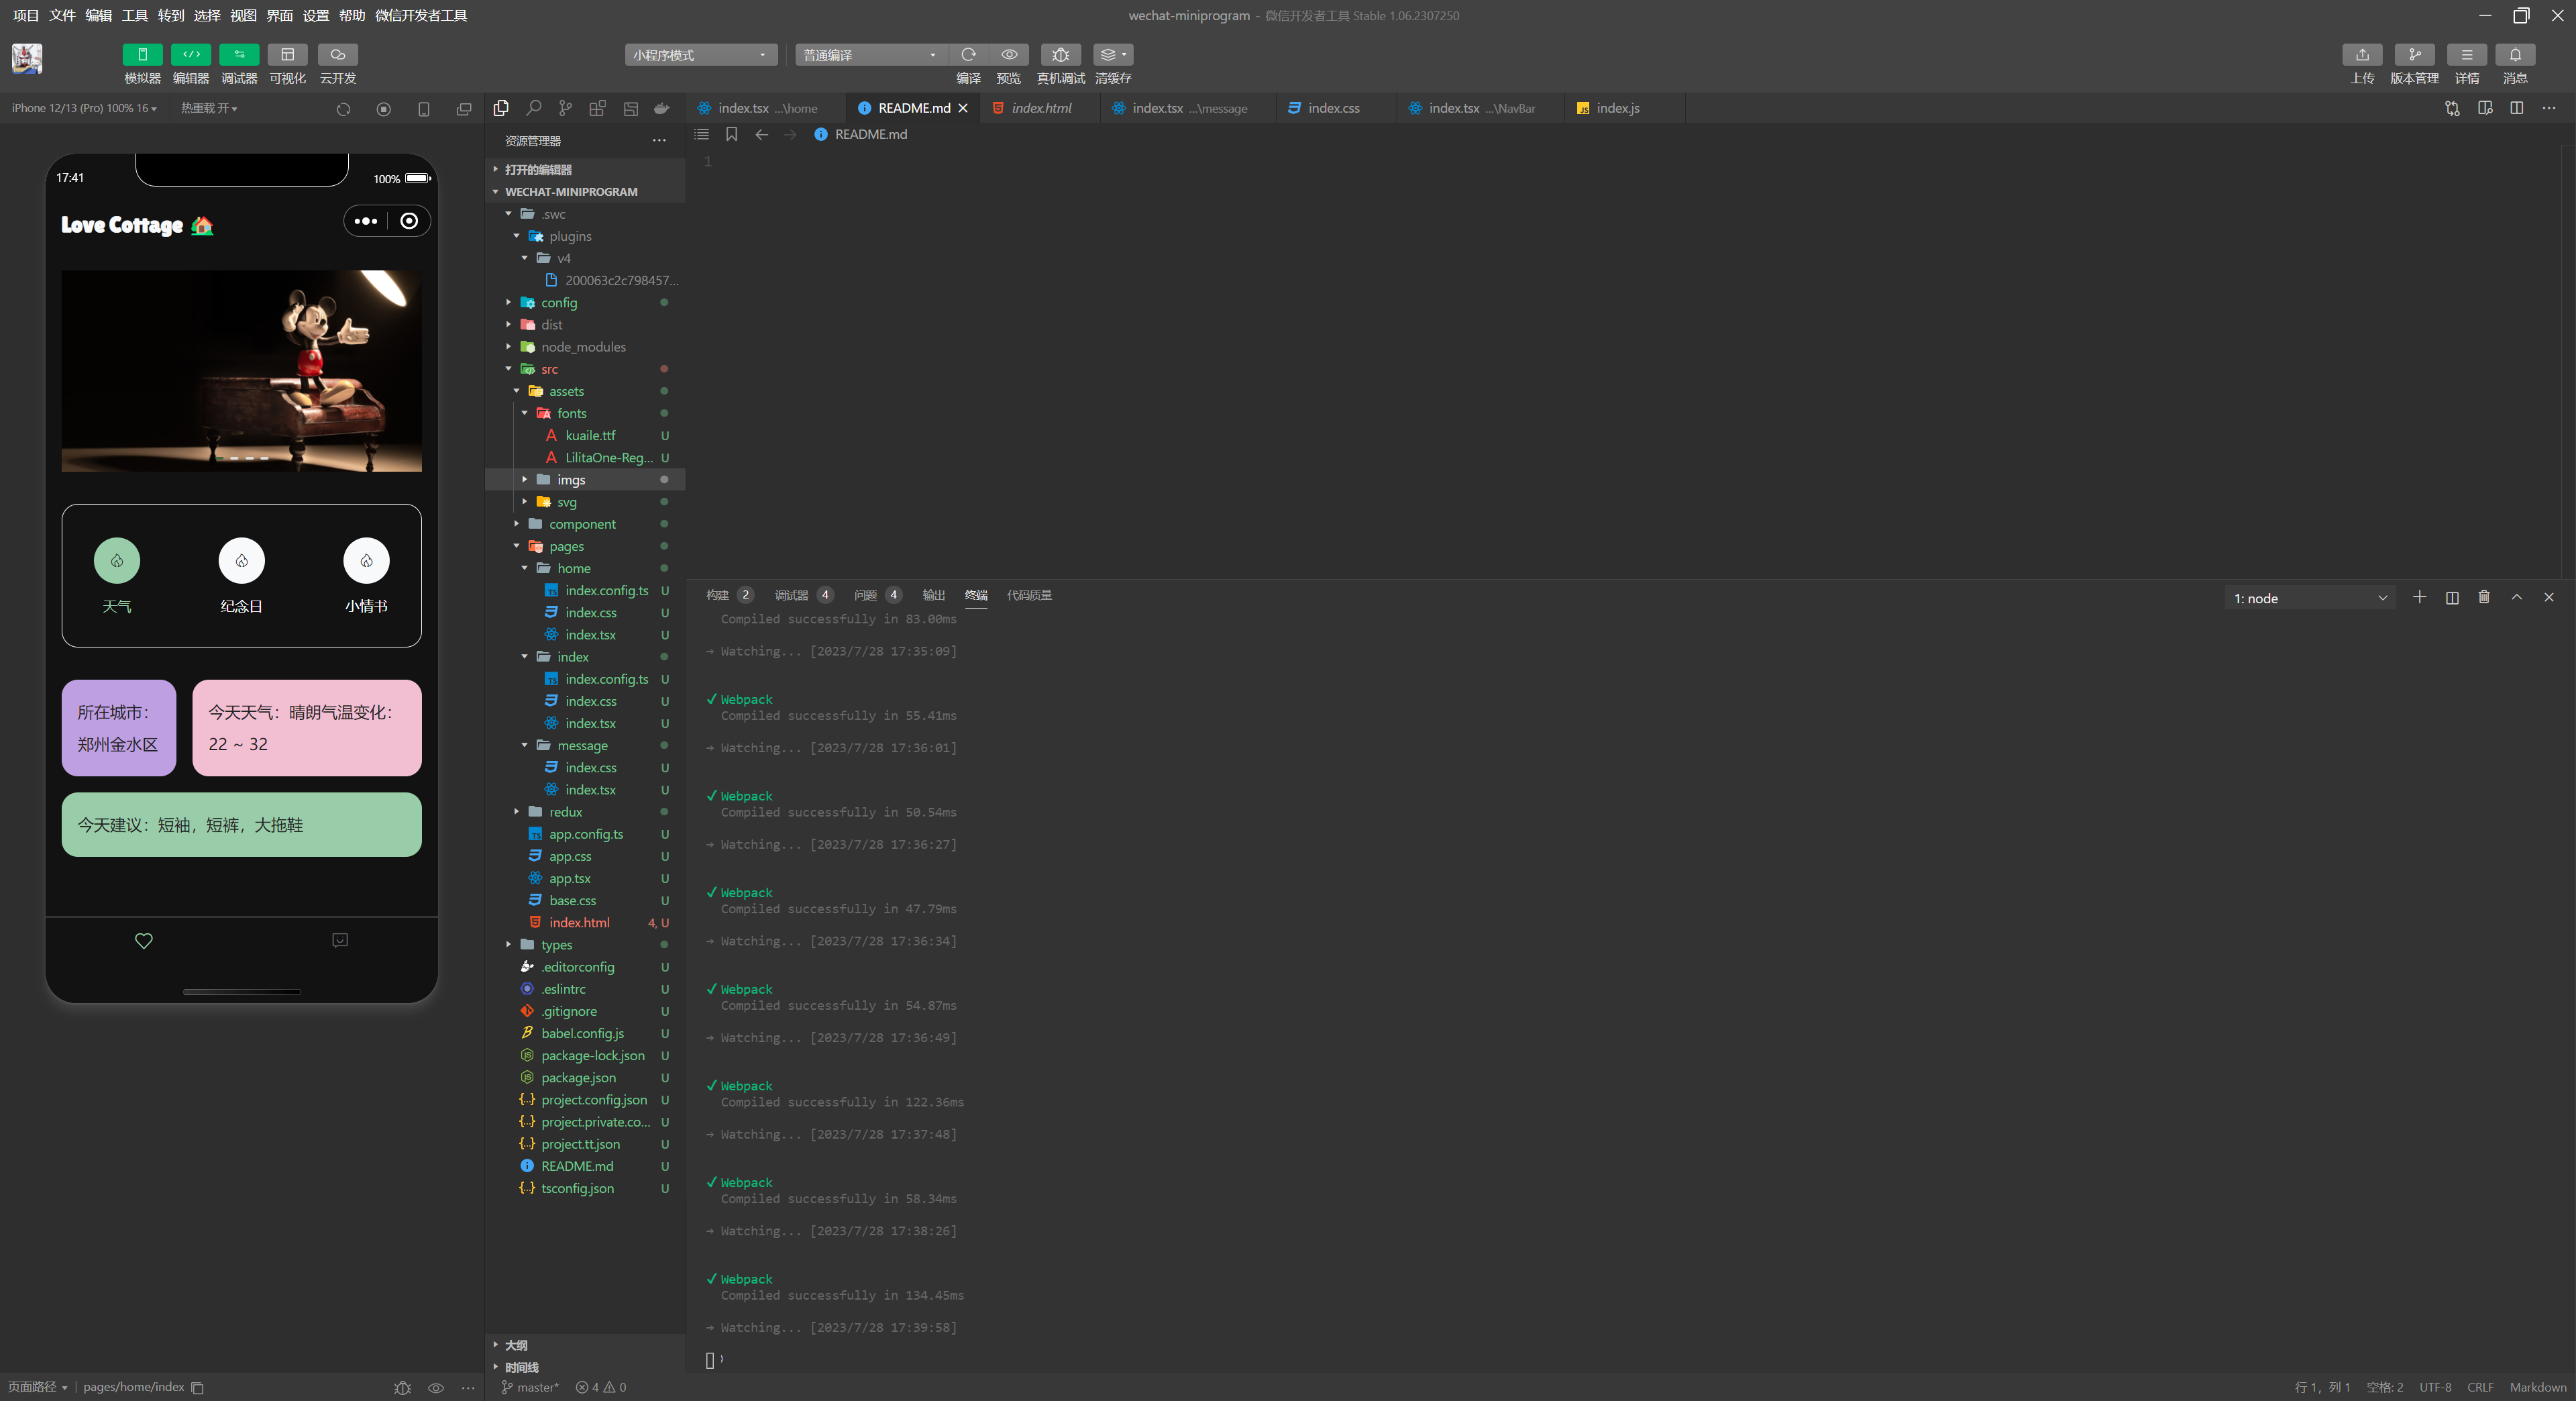 项目 文件 编辑 工具 转到 选择 视图 界面 设置 帮助 微信开发者工具
wechat-miniprogram - 微信开发者工具 Stable 1.06.2307250
小程序模式
普通编译
模拟器 编辑器 调试器 可视化 云开发
编译 预览 真机调试 清缓存
上传 版本管理 详情 消息
iPhone 12/13 (Pro) 100% 16
热重载 开
17:41
100%
Love Cottage
天气
纪念日
小情书
所在城市：
郑州金水区
今天天气：晴朗气温变化：
22 ~ 32
今天建议：短袖，短裤，大拖鞋
页面路径
pages/home/index
资源管理器
打开的编辑器
WECHAT-MINIPROGRAM
.swc
plugins
v4
200063c2c798457...
config
dist
node_modules
src
assets
fonts
kuaile.ttf U
LilitaOne-Reg... U
imgs
svg
component
pages
home
index.config.ts U
index.css U
index.tsx U
index
index.config.ts U
index.css U
index.tsx U
message
index.css U
index.tsx U
redux
app.config.ts U
app.css U
app.tsx U
base.css U
index.html 4, U
types
.editorconfig U
.eslintrc U
.gitignore U
babel.config.js U
package-lock.json U
package.json U
project.config.json U
project.private.co... U
project.tt.json U
README.md U
tsconfig.json U
大纲
时间线
master*
4 0
index.tsx ...\home
README.md
index.html
index.tsx ...\message
index.css
index.tsx ...\NavBar
JS index.js
README.md
1
构建 2 调试器 4 问题 4 输出 终端 代码质量
1: node
Compiled successfully in 83.00ms
→ Watching... [2023/7/28 17:35:09]
✓ Webpack
Compiled successfully in 55.41ms
→ Watching... [2023/7/28 17:36:01]
✓ Webpack
Compiled successfully in 50.54ms
→ Watching... [2023/7/28 17:36:27]
✓ Webpack
Compiled successfully in 47.79ms
→ Watching... [2023/7/28 17:36:34]
✓ Webpack
Compiled successfully in 54.87ms
→ Watching... [2023/7/28 17:36:49]
✓ Webpack
Compiled successfully in 122.36ms
→ Watching... [2023/7/28 17:37:48]
✓ Webpack
Compiled successfully in 58.34ms
→ Watching... [2023/7/28 17:38:26]
✓ Webpack
Compiled successfully in 134.45ms
→ Watching... [2023/7/28 17:39:58]
行 1，列 1 空格: 2 UTF-8 CRLF Markdown